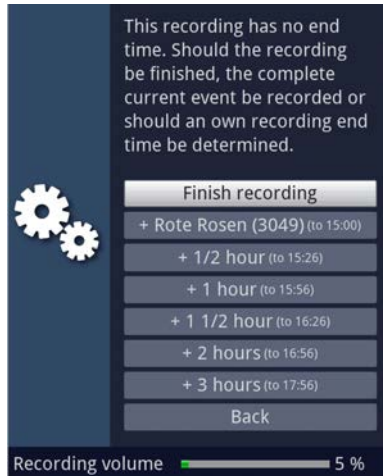 This recording has no end
time. Should the recording
be finished, the complete
current event be recorded or
should an own recording end
time be determined.
Finish recording
+ Rote Rosen (3049) (to 15:00)
+ 1/2 hour (to 15:26)
+ 1 hour (to 15:56)
+ 1 1/2 hour (to 16:26)
+ 2 hours (to 16:56)
+ 3 hours (to 17:56)
Back
Recording volume 5 %